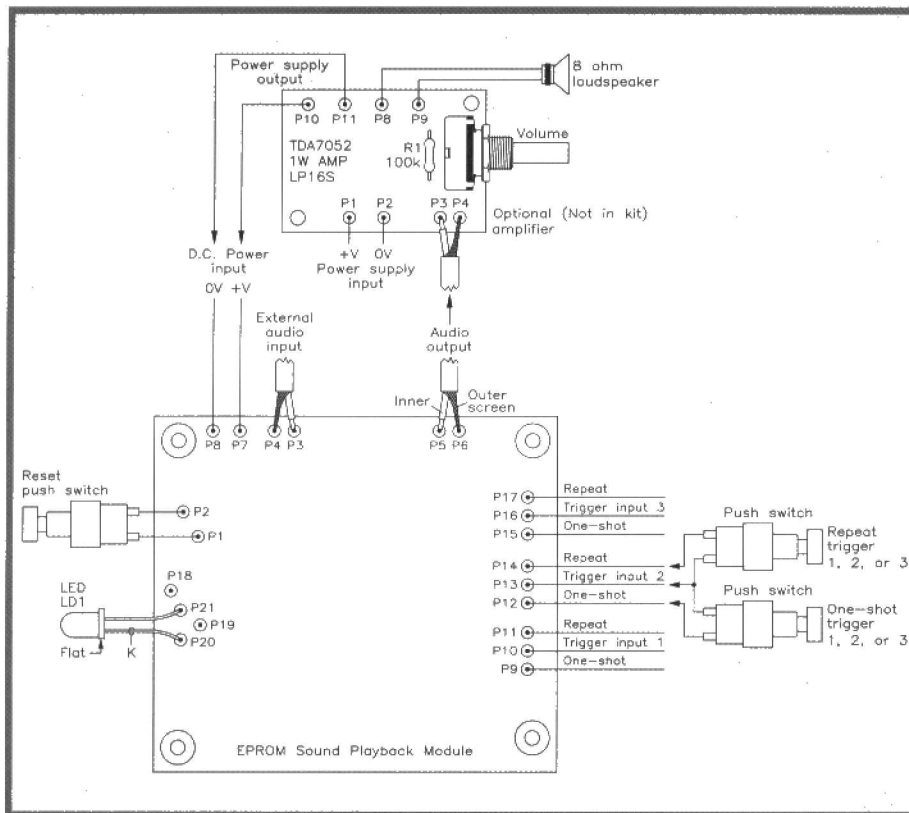 Power supply
output
8 ohm
loudspeaker
P10 P11 P8 P9
TDA7052
1W AMP
LP16S
R1
100k
Volume
P1 P2 P3 P4
Optional (Not in kit)
amplifier
+V 0V
Power supply
input
D.C. Power
input
0V +V
External
audio
input
Audio
output
Inner
Outer
screen
P8 P7 P4 P3 P5 P6
Reset
push switch
P2
P1
LED
LD1
Flat
K
P18
P21
P19
P20
P17 Repeat
P16 Trigger input 3
P15 One-shot
P14 Repeat
P13 Trigger input 2
P12 One-shot
P11 Repeat
P10 Trigger input 1
P9 One-shot
Push switch
Repeat
trigger
1, 2, or 3
Push switch
One-shot
trigger
1, 2, or 3
EPROM Sound Playback Module